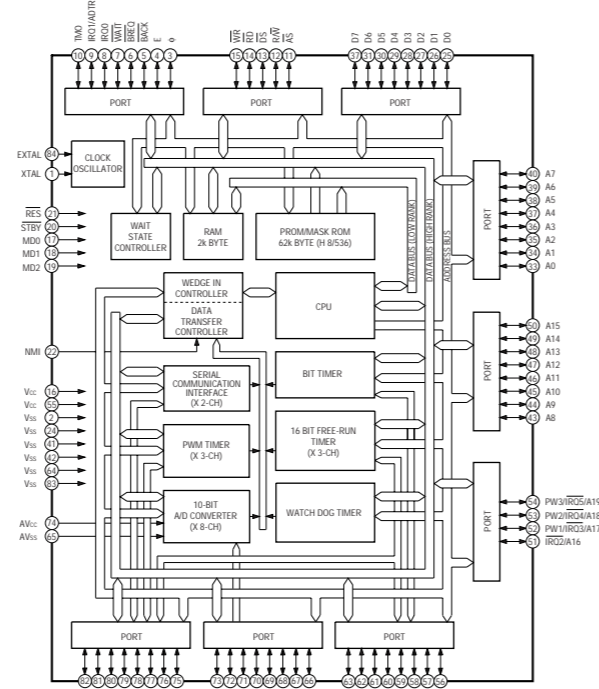 TMO IRQ1/ADTR IRQ0 WAIT BREQ BACK E ϕ
10 9 8 7 6 5 4 3
WR RD DS R/W AS
15 14 13 12 11
D7 D6 D5 D4 D3 D2 D1 D0
PORT
PORT
PORT
EXTAL 84
XTAL 1
CLOCK
OSCILLATOR
RES 21
STBY 20
MD0 17
MD1 18
MD2 19
WAIT
STATE
CONTROLLER
RAM
2k BYTE
PROM/MASK ROM
62k BYTE (H 8/536)
DATA BUS (LOW RANK)
DATA BUS (HIGH RANK)
ADDRESS BUS
PORT
40 A7
39 A6
38 A5
37 A4
36 A3
35 A2
34 A1
33 A0
WEDGE IN
CONTROLLER
DATA
TRANSFER
CONTROLLER
CPU
NMI 22
PORT
50 A15
49 A14
48 A13
47 A12
46 A11
45 A10
44 A9
43 A8
SERIAL
COMMUNICATION
INTERFACE
(X 2-CH)
BIT TIMER
Vcc 16
Vcc 55
Vss 2
Vss 24
Vss 41
Vss 42
Vss 64
Vss 83
PWM TIMER
(X 3-CH)
16 BIT FREE-RUN
TIMER
(X 3-CH)
10-BIT
A/D CONVERTER
(X 8-CH)
WATCH DOG TIMER
AVcc 74
AVss 65
PORT
54 PW3/IRQ5/A19
53 PW2/IRQ4/A18
52 PW1/IRQ3/A17
51 IRQ2/A16
PORT
PORT
PORT
82 81 80 79 78 77 76 75
73 72 71 70 69 68 67 66
63 62 61 60 59 58 57 56